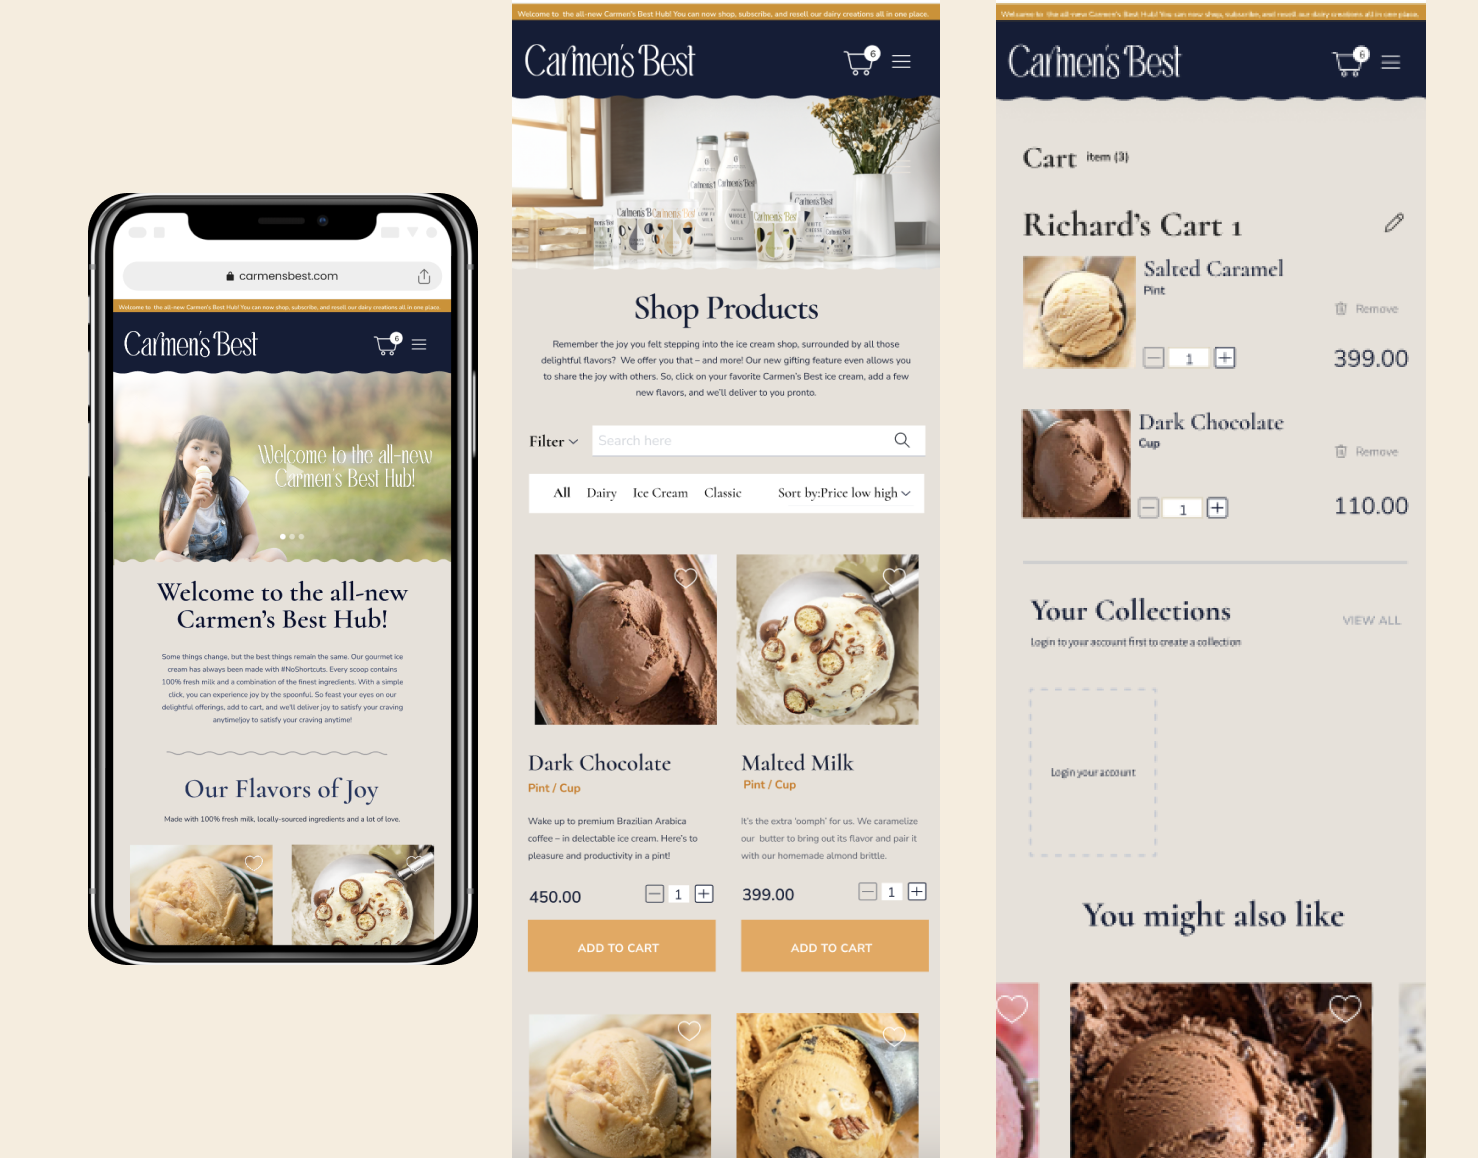 carmensbest.com
Welcome to the all-new Carmen's Best Hub! You can now shop, subscribe, and resell our dairy creations all in one place
Carmen's Best
6
Welcome to the all-new
Carmen's Best Hub!
Welcome to the all-new
Carmen's Best Hub!
Some things change, but the best things remain the same. Our gourmet ice
cream has always been made with #NoShortcuts. Every scoop contains
100% fresh milk and a combination of the finest ingredients. With a simple
click, you can experience joy by the spoonful. So feast your eyes on our
delightful offerings, add to cart, and we'll deliver joy to satisfy your craving
anytime!joy to satisfy your craving anytime!
Our Flavors of Joy
Made with 100% fresh milk, locally-sourced ingredients and a lot of love.
Welcome to the all-new Carmen's Best Hub! You can now shop, subscribe, and resell our dairy creations all in one place.
Carmen's Best
6
Carmen's Best
WHOLE
MILK
Shop Products
Remember the joy you felt stepping into the ice cream shop, surrounded by all those
delightful flavors? We offer you that – and more! Our new gifting feature even allows you
to share the joy with others. So, click on your favorite Carmen's Best ice cream, add a few
new flavors, and we'll deliver to you pronto.
Filter
Search here
All Dairy Ice Cream Classic Sort by:Price low high
Dark Chocolate
Pint / Cup
Wake up to premium Brazilian Arabica
coffee – in delectable ice cream. Here's to
pleasure and productivity in a pint!
450.00
1
ADD TO CART
Malted Milk
Pint / Cup
It's the extra 'oomph' for us. We caramelize
our butter to bring out its flavor and pair it
with our homemade almond brittle.
399.00
1
ADD TO CART
Welcome to the all-new Carmen's Best Hub! You can now shop, subscribe, and resell our dairy creations all in one place.
Carmen's Best
6
Cart item (3)
Richard's Cart 1
Salted Caramel
Pint
Remove
1
399.00
Dark Chocolate
Cup
Remove
1
110.00
Your Collections
VIEW ALL
Login to your account first to create a collection
Login your account
You might also like